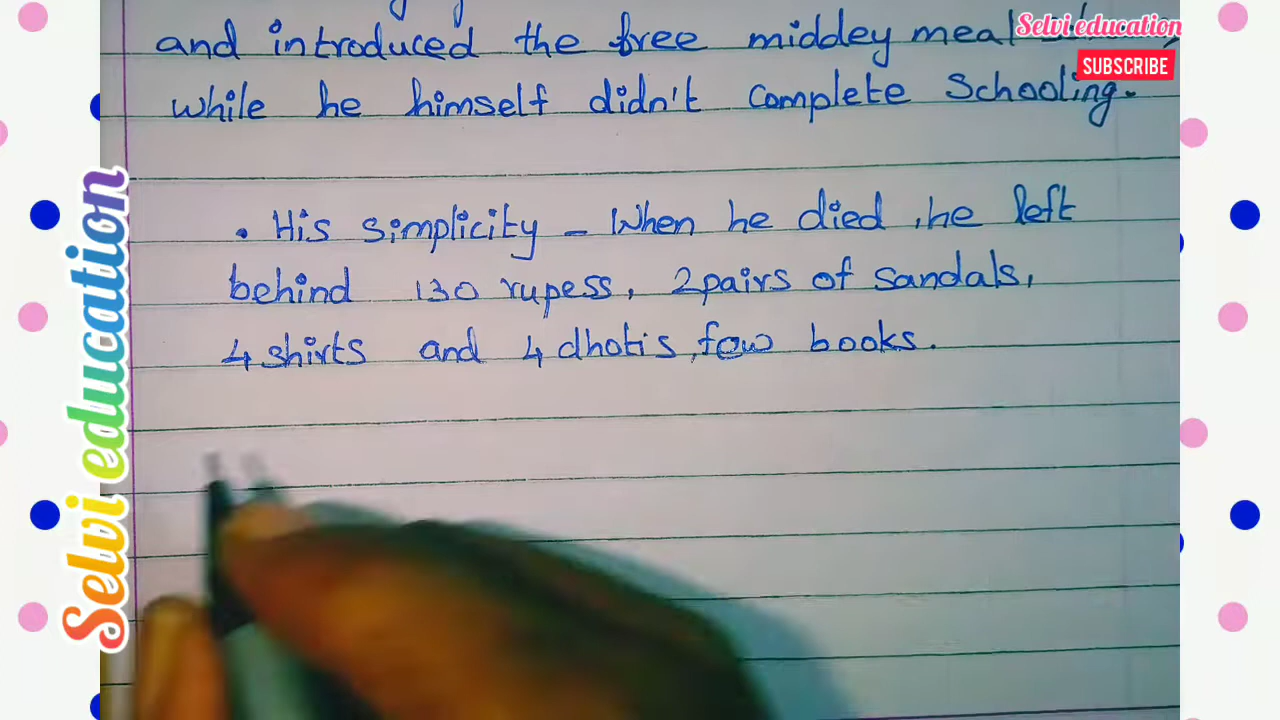 and introduced the free middey meal
Selvi education
SUBSCRIBE
while he himself didn't complete Schooling.
• His simplicity - When he died, he left
behind 130 rupess, 2 pairs of sandals,
4 shirts and 4 dhotis, few books.
Selvi education